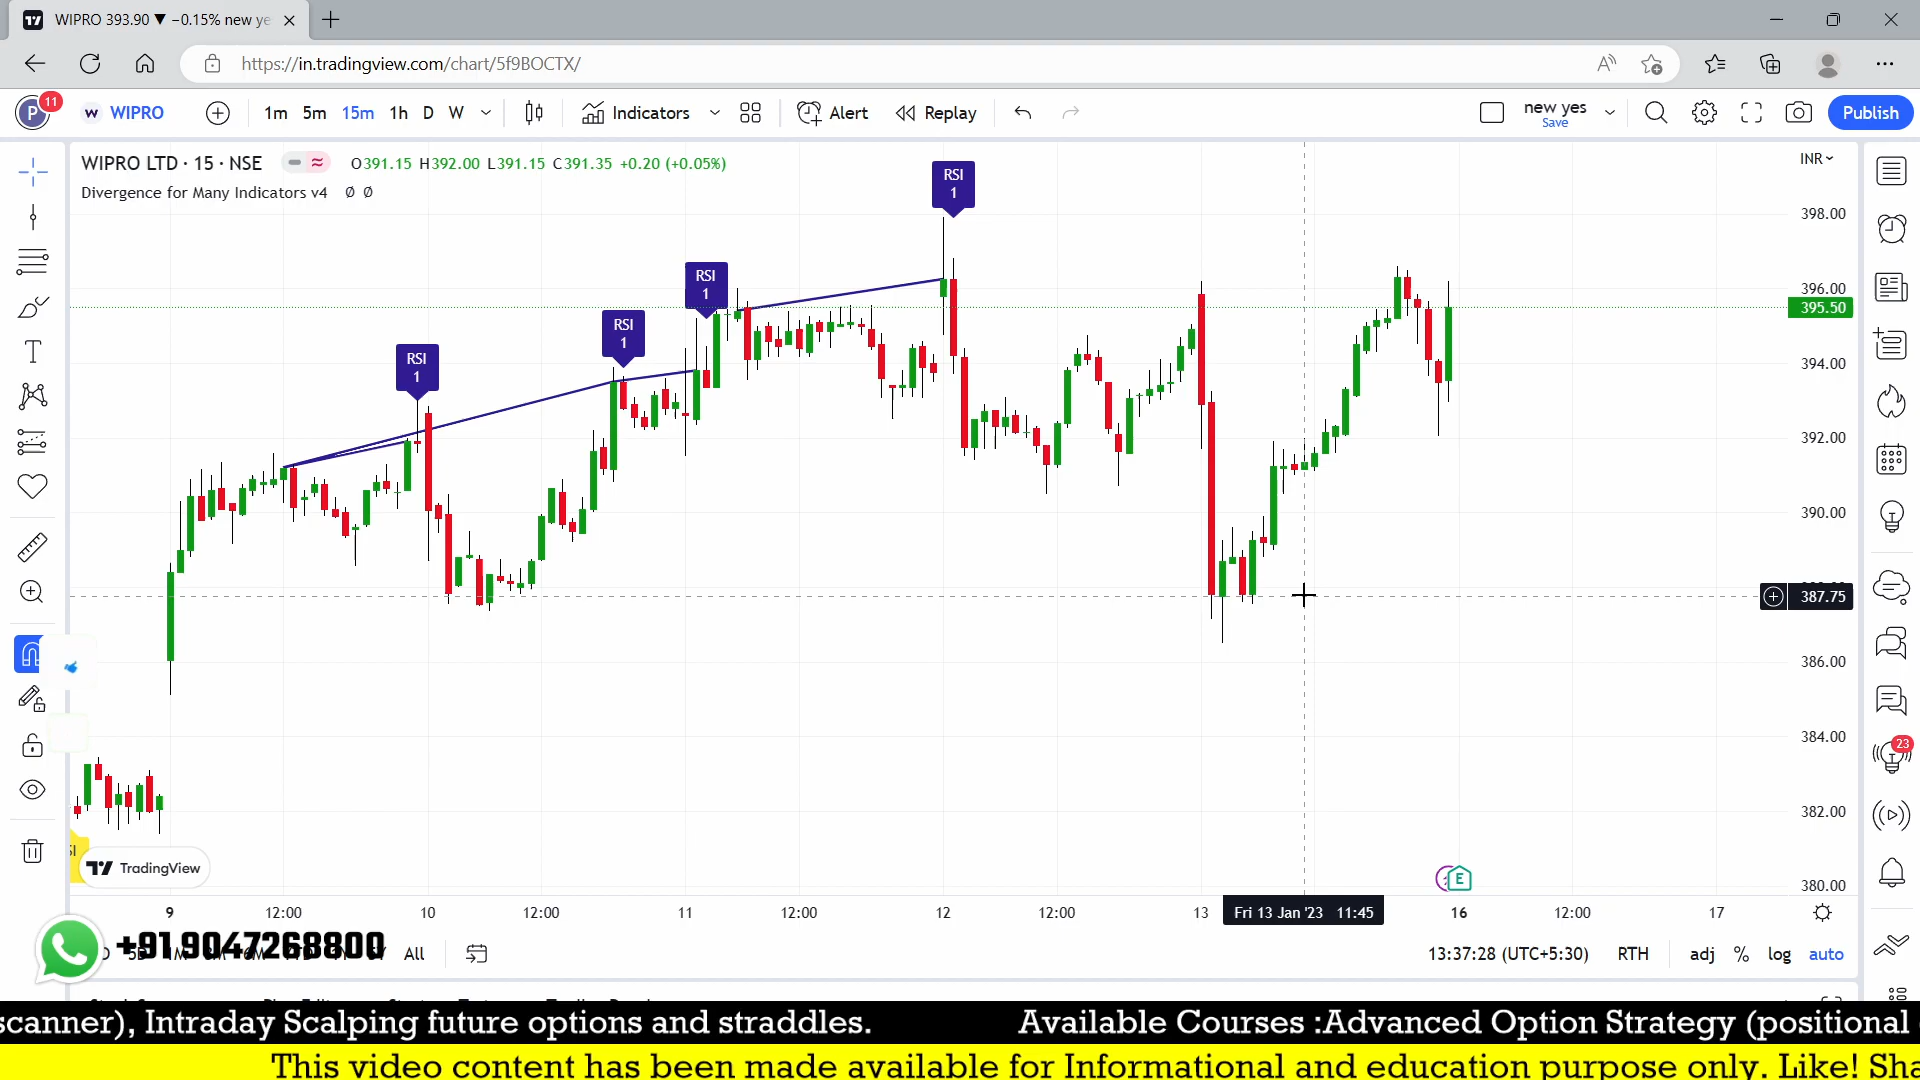 WIPRO 393.90 ▼ −0.15% new ye
https://in.tradingview.com/chart/5f9BOCTX/
P 11 W WIPRO 1m 5m 15m 1h D W Indicators Alert Replay new yes Save Publish
WIPRO LTD · 15 · NSE O391.15 H392.00 L391.15 C391.35 +0.20 (+0.05%)
INR
Divergence for Many Indicators v4 Ø Ø
RSI
1
398.00
RSI
1
396.00
395.50
RSI
1
RSI
1
394.00
392.00
390.00
387.75
386.00
384.00
23
382.00
TradingView
E
380.00
9 12:00 10 12:00 11 12:00 12 12:00 13 Fri 13 Jan '23 11:45 16 12:00 17
+91 9047268800
All
13:37:28 (UTC+5:30) RTH adj % log auto
scanner), Intraday Scalping future options and straddles. Available Courses :Advanced Option Strategy (positional
This video content has been made available for Informational and education purpose only. Like! Sha